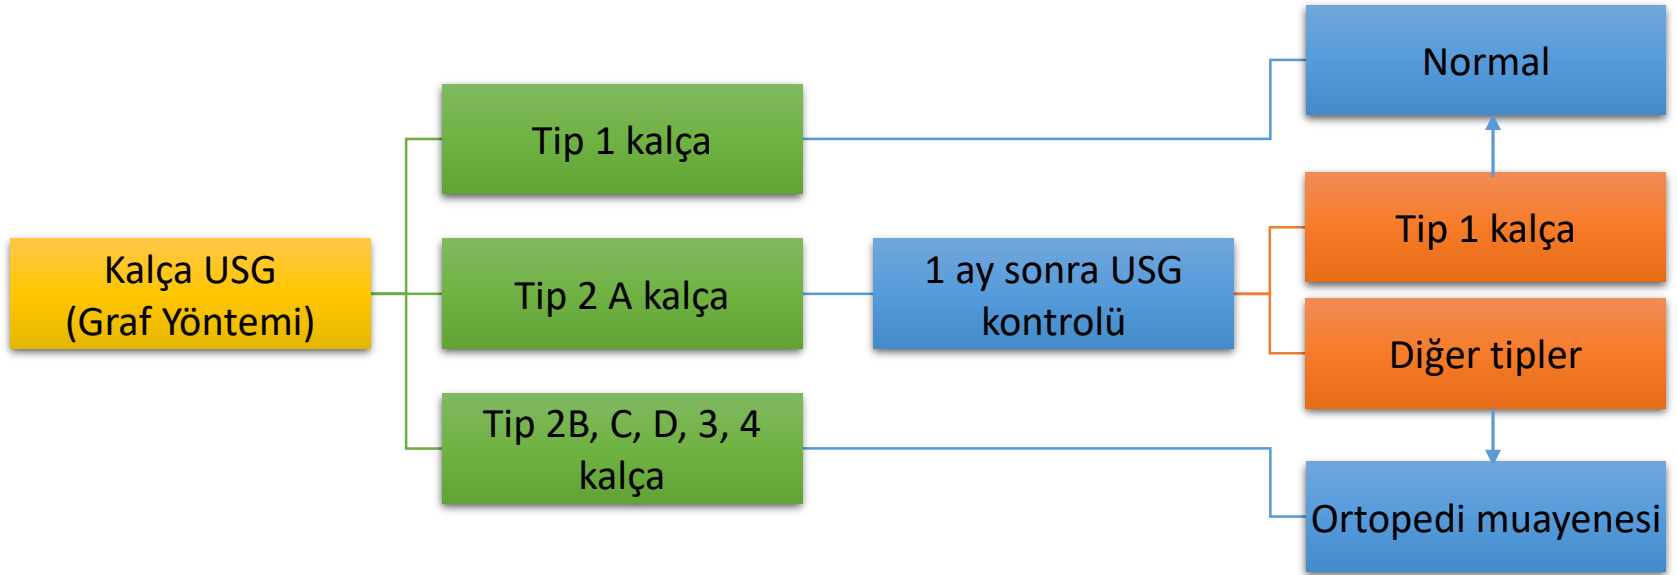 Kalça USG
(Graf Yöntemi)
Tip 1 kalça
Tip 2 A kalça
Tip 2B, C, D, 3, 4
kalça
1 ay sonra USG
kontrolü
Normal
Tip 1 kalça
Diğer tipler
Ortopedi muayenesi